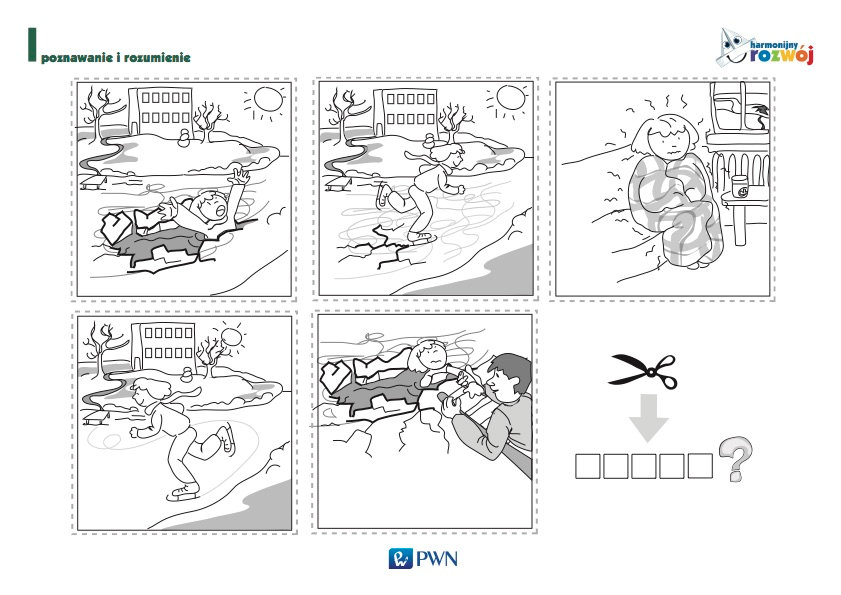 poznawanie i rozumienie
harmonijny
rozwój
?
PWN